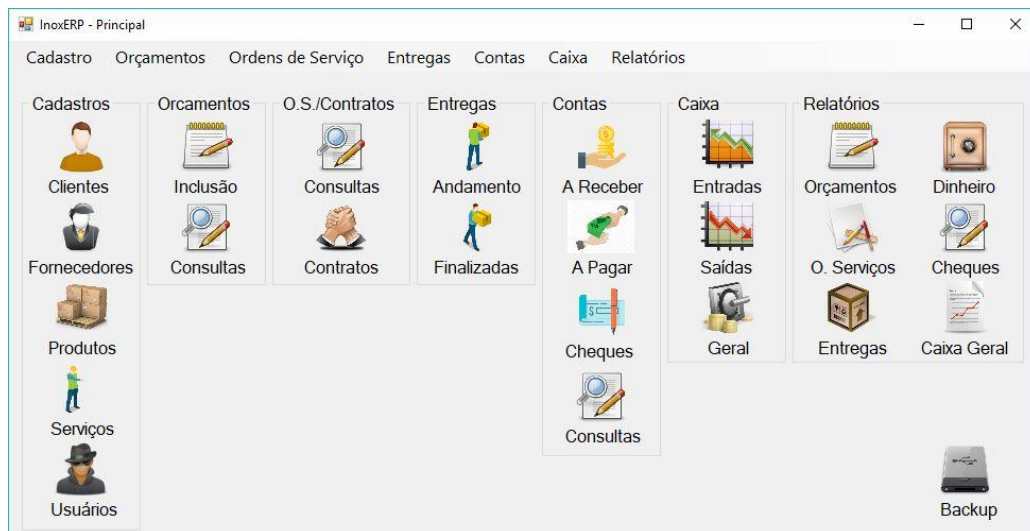 InoxERP - Principal
Cadastro Orçamentos Ordens de Serviço Entregas Contas Caixa Relatórios
Cadastros
Clientes
Fornecedores
Produtos
Serviços
Usuários
Orcamentos
Inclusão
Consultas
O.S./Contratos
Consultas
Contratos
Entregas
Andamento
Finalizadas
Contas
A Receber
A Pagar
Cheques
Consultas
Caixa
Entradas
Saídas
Geral
Relatórios
Orçamentos Dinheiro
O. Serviços Cheques
Entregas Caixa Geral
Backup